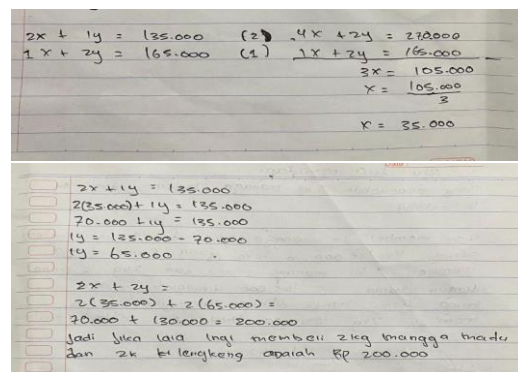 2x + 1y = 135.000 (2) 4x + 2y = 270.000
1x + 2y = 165.000 (1) 1x + 2y = 165.000
3x = 105.000
x = 105.000
3
x = 35.000
2x + 1y = 135.000
2(35.000) + 1y = 135.000
70.000 + 1y = 135.000
1y = 135.000 - 70.000
1y = 65.000
2x + 2y =
2(35.000) + 2(65.000) =
70.000 + 130.000 = 200.000
Jadi Jika lala Ingi membeli 2kg mangga madu
dan 2k lengkeng adalah Rp 200.000